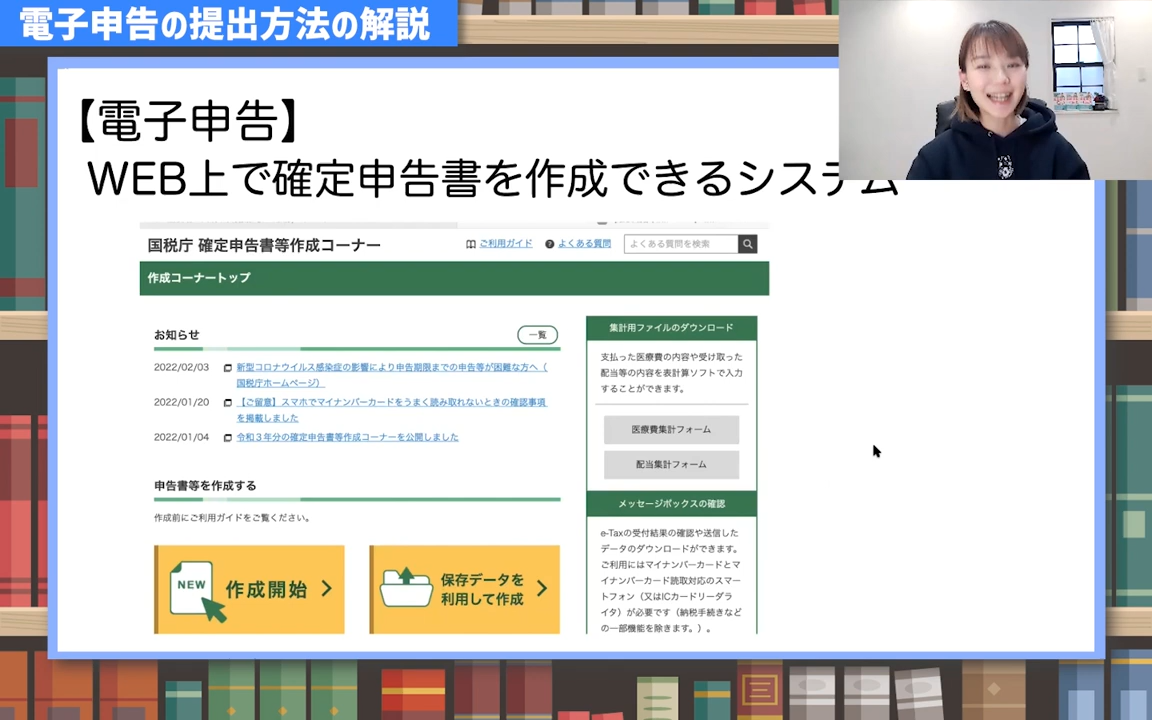 電子申告の提出方法の解説
【電子申告】
WEB上で確定申告書を作成できるシステム
国税庁 確定申告書等作成コーナー
ご利用ガイド
よくある質問
よくある質問を検索
作成コーナートップ
お知らせ
一覧
2022/02/03 新型コロナウイルス感染症の影響により申告期限までの申告等が困難な方へ（
国税庁ホームページ）
2022/01/20 【ご留意】スマホでマイナンバーカードをうまく読み取れないときの確認事項
を掲載しました
2022/01/04 令和３年分の確定申告書等作成コーナーを公開しました
申告書等を作成する
作成前にご利用ガイドをご覧ください。
NEW
作成開始
保存データを
利用して作成
集計用ファイルのダウンロード
支払った医療費の内容や受け取った
配当等の内容を表計算ソフトで入力
することができます。
医療費集計フォーム
配当集計フォーム
メッセージボックスの確認
e-Taxの受付結果の確認や送信した
データのダウンロードができます。
ご利用にはマイナンバーカードとマ
イナンバーカード読取対応のスマー
トフォン（又はICカードリーダラ
イタ）が必要です（納税手続きなど
の一部機能を除きます。）。